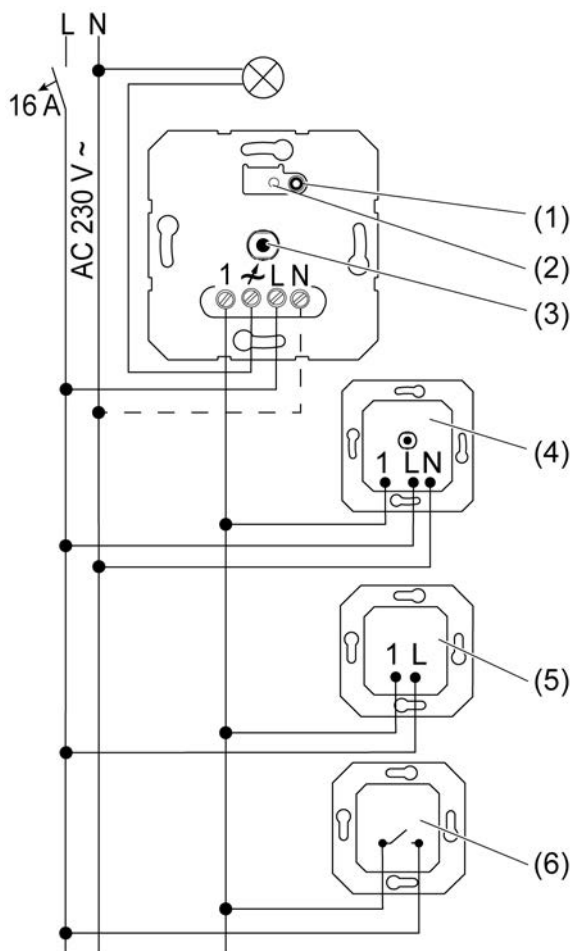 L N
16 A
AC 230 V ~
(1)
(2)
(3)
1 L N
(4)
1 L N
(5)
1 L
(6)